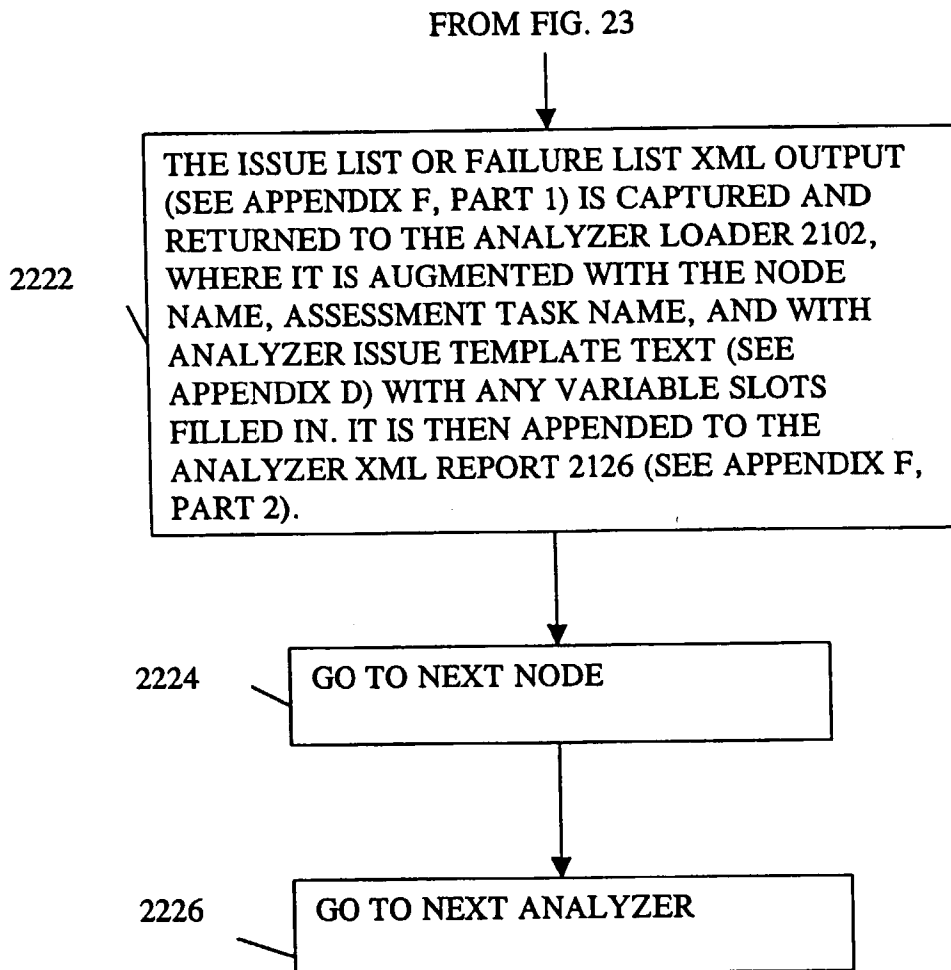 FROM FIG. 23
THE ISSUE LIST OR FAILURE LIST XML OUTPUT
(SEE APPENDIX F, PART 1) IS CAPTURED AND
RETURNED TO THE ANALYZER LOADER 2102,
WHERE IT IS AUGMENTED WITH THE NODE
NAME, ASSESSMENT TASK NAME, AND WITH
ANALYZER ISSUE TEMPLATE TEXT (SEE
APPENDIX D) WITH ANY VARIABLE SLOTS
FILLED IN. IT IS THEN APPENDED TO THE
ANALYZER XML REPORT 2126 (SEE APPENDIX F,
PART 2).
2222
2224
GO TO NEXT NODE
2226
GO TO NEXT ANALYZER